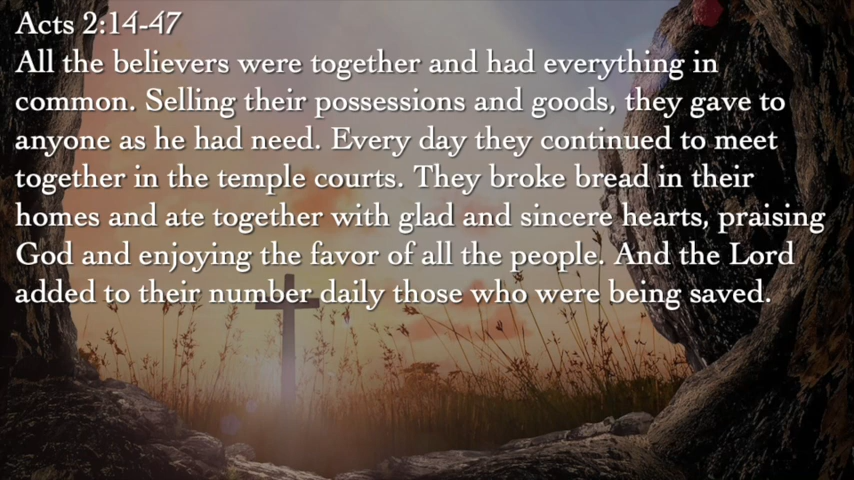 Acts 2:14-47
All the believers were together and had everything in
common. Selling their possessions and goods, they gave to
anyone as he had need. Every day they continued to meet
together in the temple courts. They broke bread in their
homes and ate together with glad and sincere hearts, praising
God and enjoying the favor of all the people. And the Lord
added to their number daily those who were being saved.